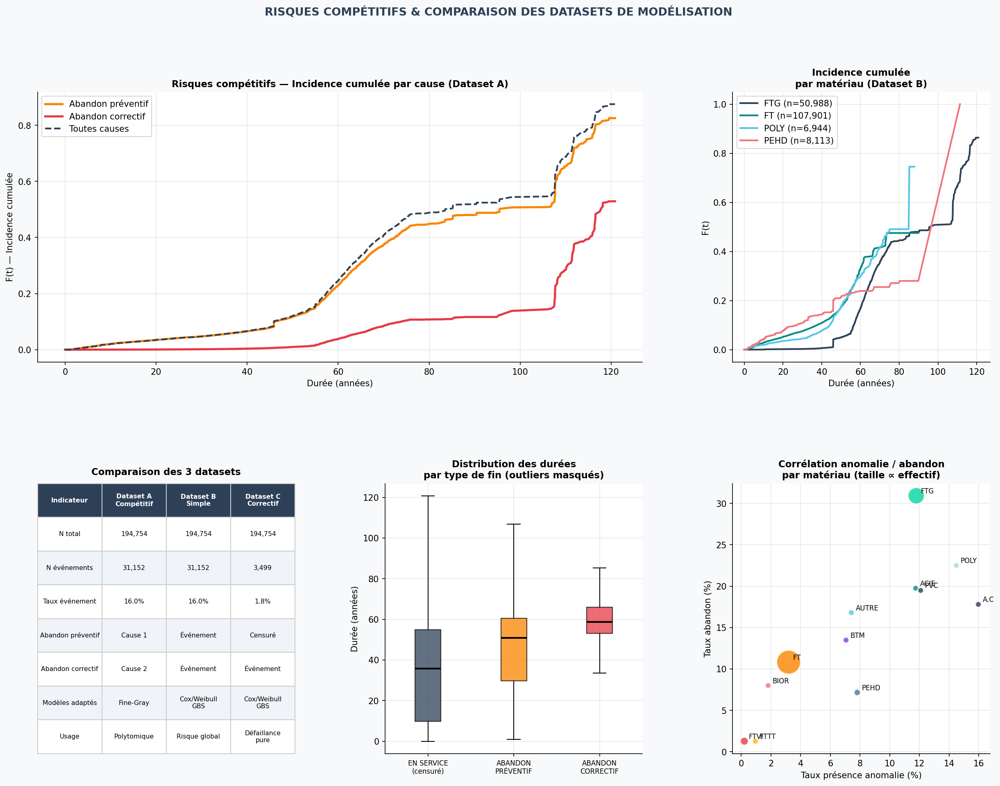 RISQUES COMPÉTITIFS & COMPARAISON DES DATASETS DE MODÉLISATION
Risques compétitifs — Incidence cumulée par cause (Dataset A)
F(t) — Incidence cumulée
0.8
0.6
0.4
0.2
0.0
Abandon préventif
Abandon correctif
Toutes causes
0 20 40 60 80 100 120
Durée (années)
Incidence cumulée
par matériau (Dataset B)
F(t)
1.0
0.8
0.6
0.4
0.2
0.0
FTG (n=50,988)
FT (n=107,901)
POLY (n=6,944)
PEHD (n=8,113)
0 20 40 60 80 100 120
Durée (années)
Comparaison des 3 datasets
Indicateur | Dataset A Compétitif | Dataset B Simple | Dataset C Correctif
N total 194,754 194,754 194,754
N événements 31,152 31,152 3,499
Taux événement 16.0% 16.0% 1.8%
Abandon préventif Cause 1 Événement Censuré
Abandon correctif Cause 2 Événement Événement
Modèles adaptés Fine-Gray Cox/Weibull GBS Cox/Weibull GBS
Usage Polytomique Risque global Défaillance pure
Distribution des durées
par type de fin (outliers masqués)
Durée (années)
120
100
80
60
40
20
0
EN SERVICE
(censuré)
ABANDON
PRÉVENTIF
ABANDON
CORRECTIF
Corrélation anomalie / abandon
par matériau (taille ∝ effectif)
Taux abandon (%)
30
25
20
15
10
5
0
FTG
POLY
PVC
A.C
AUTRE
BTM
FT
BIOR
PEHD
0 2 4 6 8 10 12 14 16
Taux présence anomalie (%)